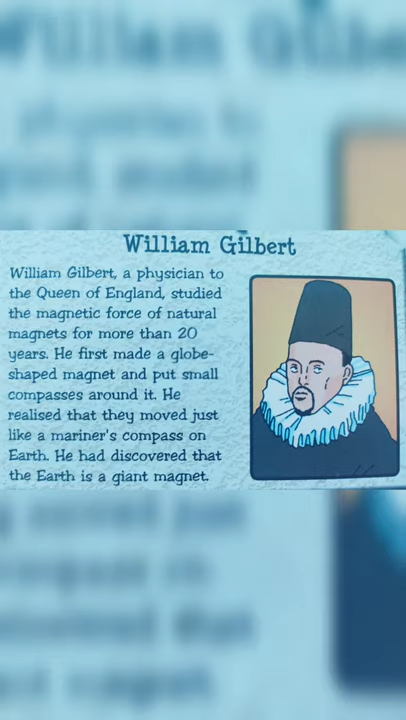 William Gilbert
William Gilbert, a physician to
the Queen of England, studied
the magnetic force of natural
magnets for more than 20
years. He first made a globe-
shaped magnet and put small
compasses around it. He
realised that they moved just
like a mariner's compass on
Earth. He had discovered that
the Earth is a giant magnet.